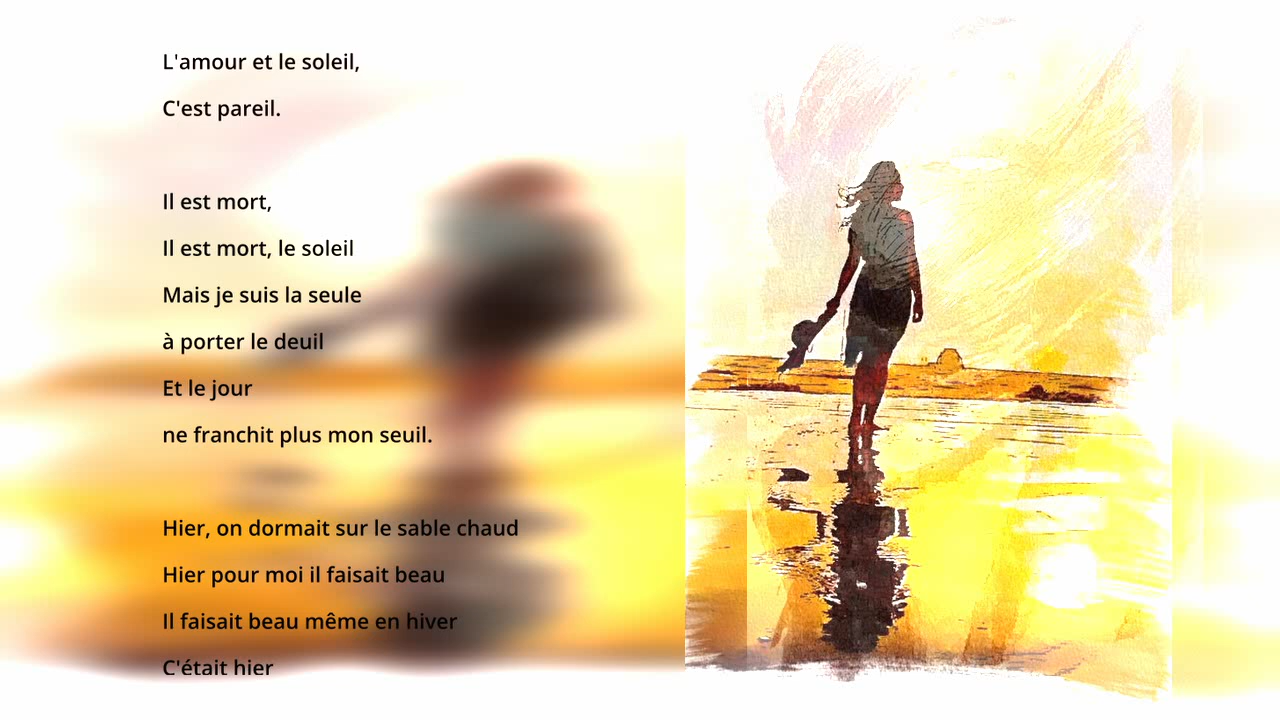 L'amour et le soleil,
C'est pareil.
Il est mort,
Il est mort, le soleil
Mais je suis la seule
à porter le deuil
Et le jour
ne franchit plus mon seuil.
Hier, on dormait sur le sable chaud
Hier pour moi il faisait beau
Il faisait beau même en hiver
C'était hier